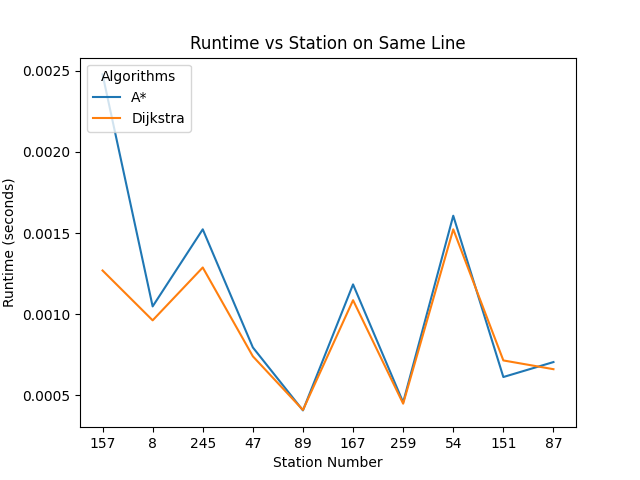 Runtime vs Station on Same Line
Algorithms
A*
Dijkstra
Runtime (seconds)
0.0025
0.0020
0.0015
0.0010
0.0005
157 8 245 47 89 167 259 54 151 87
Station Number